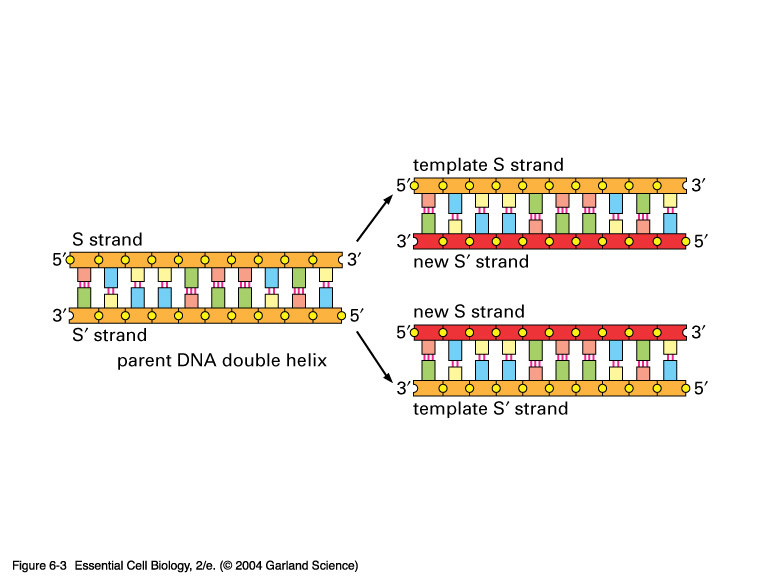 S strand
5′ 3′
3′ 5′
S′ strand
parent DNA double helix
template S strand
5′ 3′
3′ 5′
new S′ strand
new S strand
5′ 3′
3′ 5′
template S′ strand
Figure 6-3 Essential Cell Biology, 2/e. (© 2004 Garland Science)